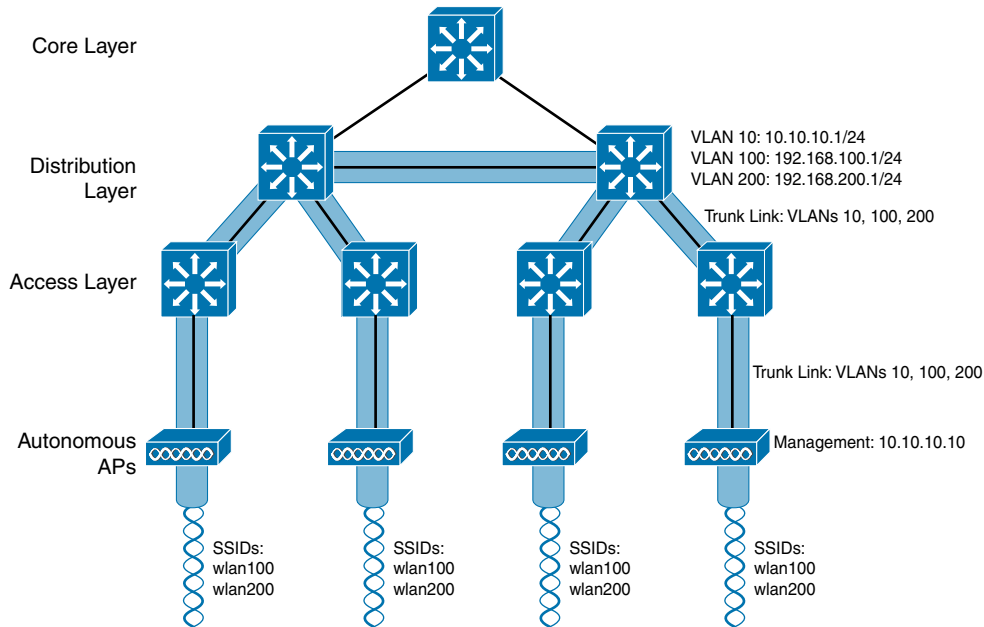 Core Layer
VLAN 10: 10.10.10.1/24
VLAN 100: 192.168.100.1/24
VLAN 200: 192.168.200.1/24
Distribution
Layer
Trunk Link: VLANs 10, 100, 200
Access Layer
Trunk Link: VLANs 10, 100, 200
Autonomous
APs
Management: 10.10.10.10
SSIDs:
wlan100
wlan200
SSIDs:
wlan100
wlan200
SSIDs:
wlan100
wlan200
SSIDs:
wlan100
wlan200